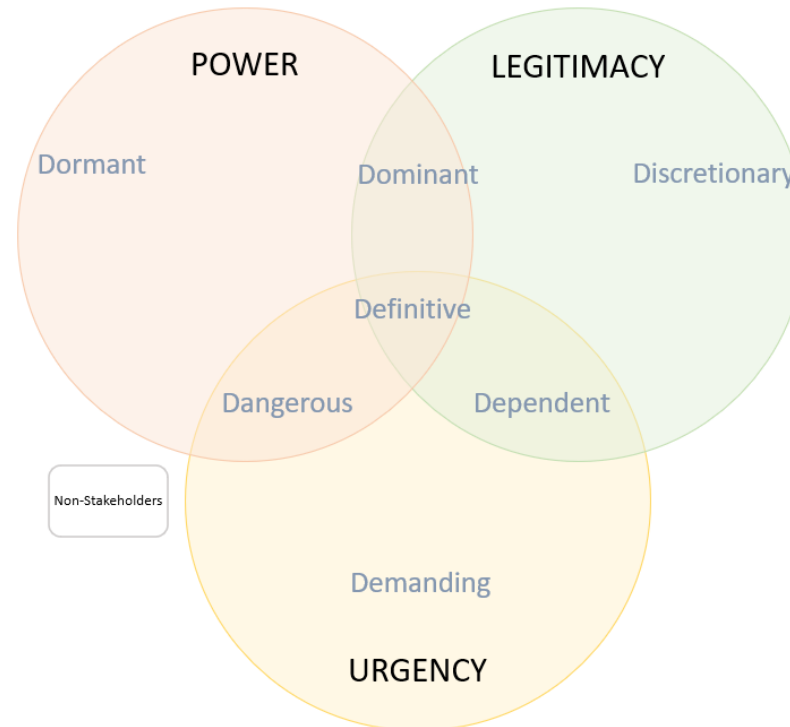 POWER
LEGITIMACY
Dormant
Dominant
Discretionary
Definitive
Dangerous
Dependent
Non-Stakeholders
Demanding
URGENCY